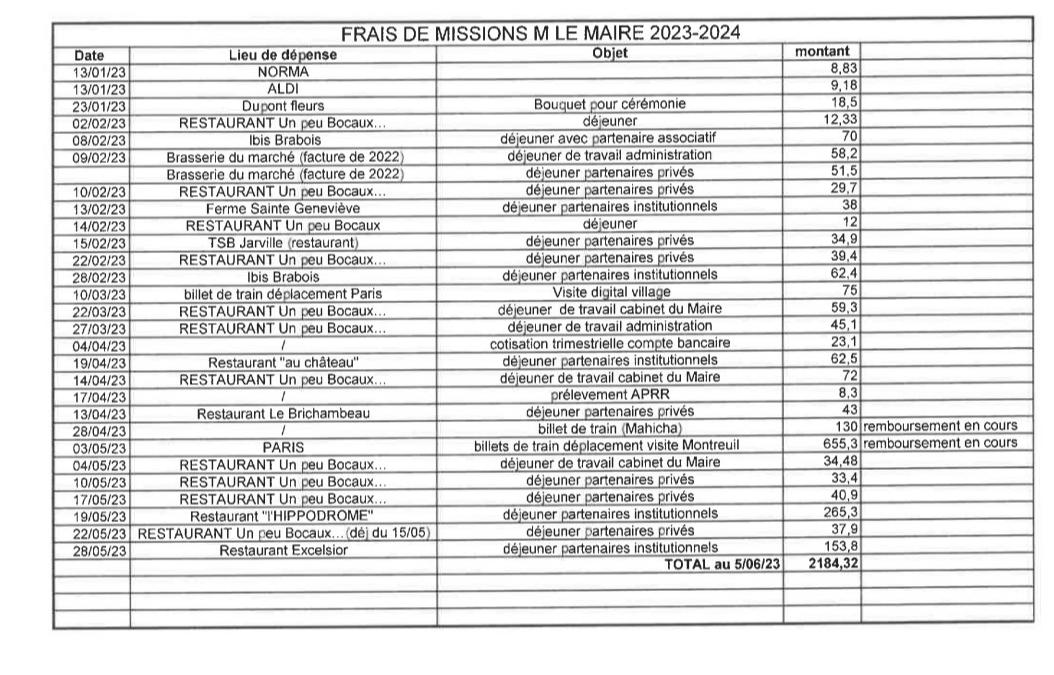 FRAIS DE MISSIONS M LE MAIRE 2023-2024
Date Lieu de dépense Objet montant
13/01/23 NORMA 8,83
13/01/23 ALDI 9,18
23/01/23 Dupont fleurs Bouquet pour cérémonie 18,5
02/02/23 RESTAURANT Un peu Bocaux... déjeuner 12,33
08/02/23 Ibis Brabois déjeuner avec partenaire associatif 70
09/02/23 Brasserie du marché (facture de 2022) déjeuner de travail administration 58,2
Brasserie du marché (facture de 2022) déjeuner partenaires privés 51,5
10/02/23 RESTAURANT Un peu Bocaux... déjeuner partenaires privés 29,7
13/02/23 Ferme Sainte Geneviève déjeuner partenaires institutionnels 38
14/02/23 RESTAURANT Un peu Bocaux déjeuner 12
15/02/23 TSB Jarville (restaurant) déjeuner partenaires privés 34,9
22/02/23 RESTAURANT Un peu Bocaux... déjeuner partenaires privés 39,4
28/02/23 Ibis Brabois déjeuner partenaires institutionnels 62,4
10/03/23 billet de train déplacement Paris Visite digital village 75
22/03/23 RESTAURANT Un peu Bocaux... déjeuner de travail cabinet du Maire 59,3
27/03/23 RESTAURANT Un peu Bocaux... déjeuner de travail administration 45,1
04/04/23 / cotisation trimestrielle compte bancaire 23,1
19/04/23 Restaurant "au château" déjeuner partenaires institutionnels 62,5
14/04/23 RESTAURANT Un peu Bocaux... déjeuner de travail cabinet du Maire 72
17/04/23 / prélevement APRR 8,3
13/04/23 Restaurant Le Brichambeau déjeuner partenaires privés 43
28/04/23 / billet de train (Mahicha) 130 remboursement en cours
03/05/23 PARIS billets de train déplacement visite Montreuil 655,3 remboursement en cours
04/05/23 RESTAURANT Un peu Bocaux... déjeuner de travail cabinet du Maire 34,48
10/05/23 RESTAURANT Un peu Bocaux... déjeuner partenaires privés 33,4
17/05/23 RESTAURANT Un peu Bocaux... déjeuner partenaires privés 40,9
19/05/23 Restaurant "l'HIPPODROME" déjeuner partenaires institutionnels 265,3
22/05/23 RESTAURANT Un peu Bocaux...(déj du 15/05) déjeuner partenaires privés 37,9
28/05/23 Restaurant Excelsior déjeuner partenaires institutionnels 153,8
TOTAL au 5/06/23 2184,32